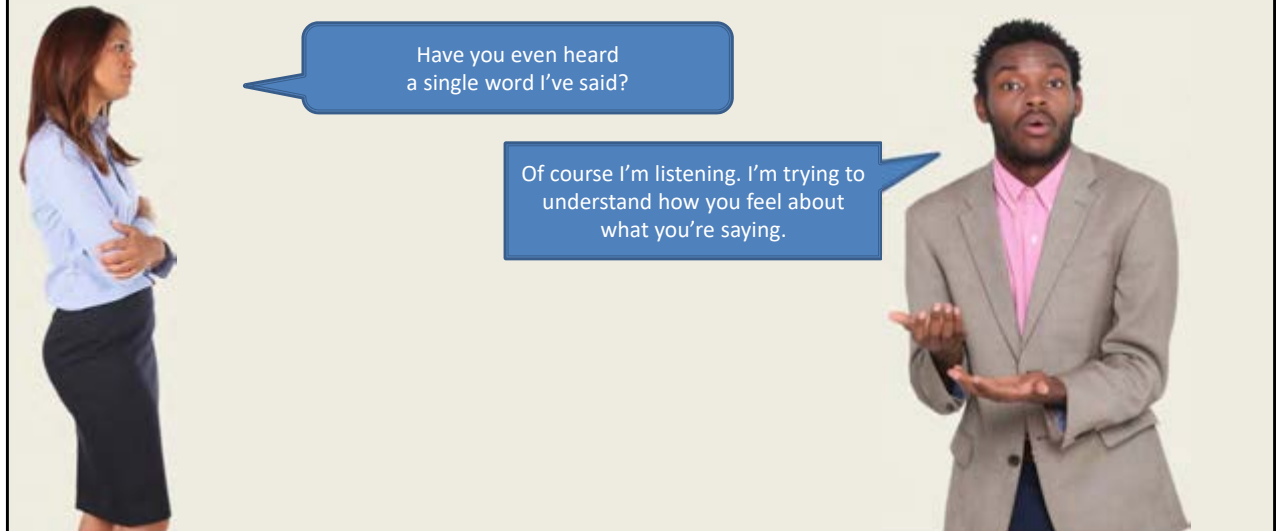 Have you even heard
a single word I’ve said?
Of course I’m listening. I’m trying to
understand how you feel about
what you’re saying.